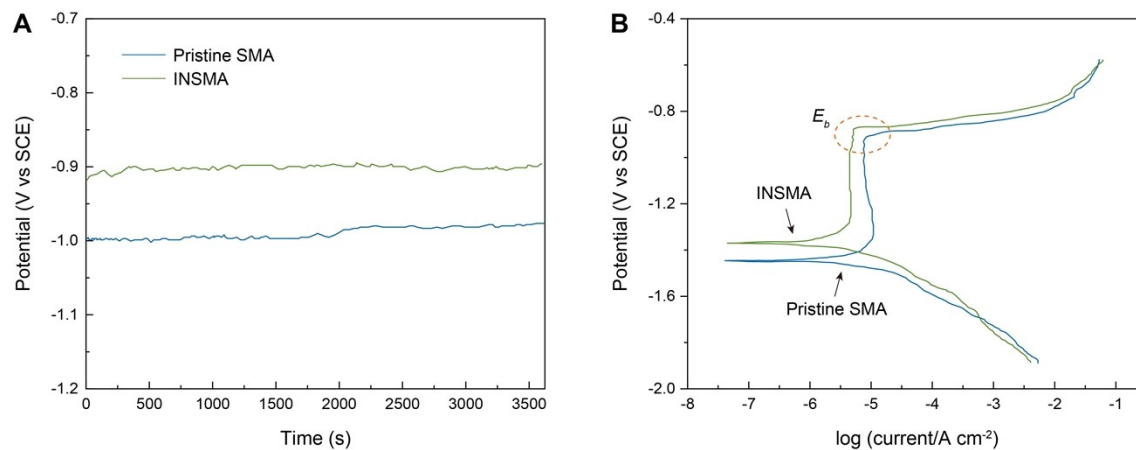 A
Potential (V vs SCE)
-0.7
-0.8
-0.9
-1.0
-1.1
-1.2
Pristine SMA
INSMA
0 500 1000 1500 2000 2500 3000 3500
Time (s)
B
Potential (V vs SCE)
-0.4
-0.8
-1.2
-1.6
-2.0
E_b
INSMA
Pristine SMA
-8 -7 -6 -5 -4 -3 -2 -1
log (current/A cm⁻²)